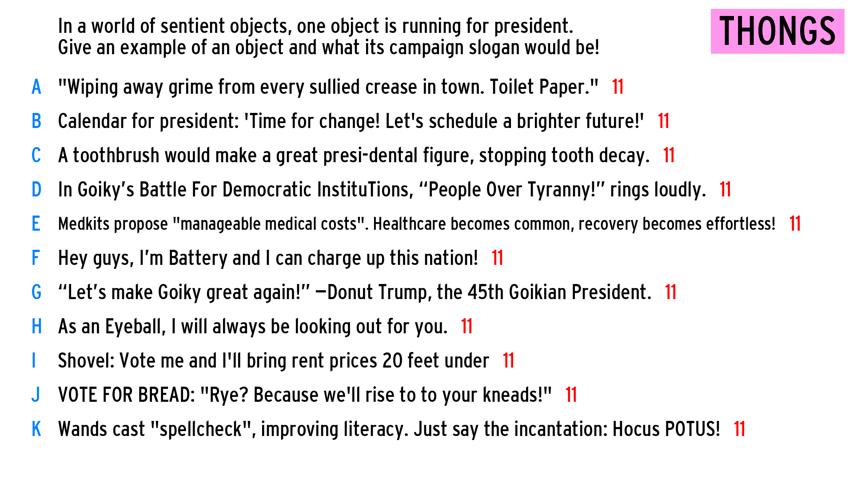 In a world of sentient objects, one object is running for president.
Give an example of an object and what its campaign slogan would be!
THONGS
A "Wiping away grime from every sullied crease in town. Toilet Paper." 11
B Calendar for president: 'Time for change! Let's schedule a brighter future!' 11
C A toothbrush would make a great presi-dental figure, stopping tooth decay. 11
D In Goiky’s Battle For Democratic InstituTions, “People Over Tyranny!” rings loudly. 11
E Medkits propose "manageable medical costs". Healthcare becomes common, recovery becomes effortless! 11
F Hey guys, I’m Battery and I can charge up this nation! 11
G “Let’s make Goiky great again!” –Donut Trump, the 45th Goikian President. 11
H As an Eyeball, I will always be looking out for you. 11
I Shovel: Vote me and I'll bring rent prices 20 feet under 11
J VOTE FOR BREAD: "Rye? Because we'll rise to to your kneads!" 11
K Wands cast "spellcheck", improving literacy. Just say the incantation: Hocus POTUS! 11